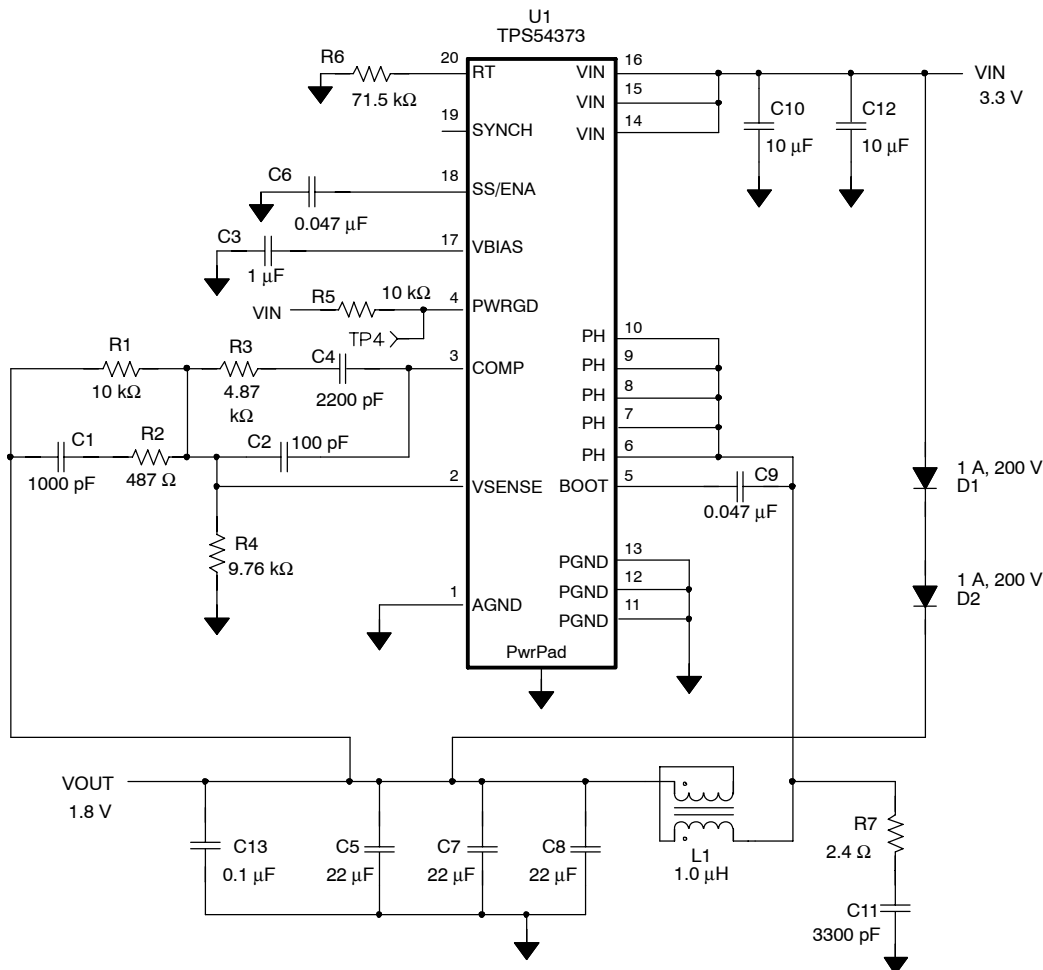 U1
TPS54373
R6
71.5 kΩ
20
RT
19
SYNCH
C6
0.047 μF
18
SS/ENA
C3
1 μF
17
VBIAS
VIN
R5
10 kΩ
4
PWRGD
TP4
R1
10 kΩ
R3
4.87
kΩ
C4
2200 pF
3
COMP
C1
1000 pF
R2
487 Ω
C2
100 pF
2
VSENSE
R4
9.76 kΩ
1
AGND
PwrPad
16
VIN
15
VIN
14
VIN
VIN
3.3 V
C10
10 μF
C12
10 μF
10
PH
9
PH
8
PH
7
PH
6
PH
5
BOOT
C9
0.047 μF
13
PGND
12
PGND
11
PGND
1 A, 200 V
D1
1 A, 200 V
D2
VOUT
1.8 V
C13
0.1 μF
C5
22 μF
C7
22 μF
C8
22 μF
L1
1.0 μH
R7
2.4 Ω
C11
3300 pF